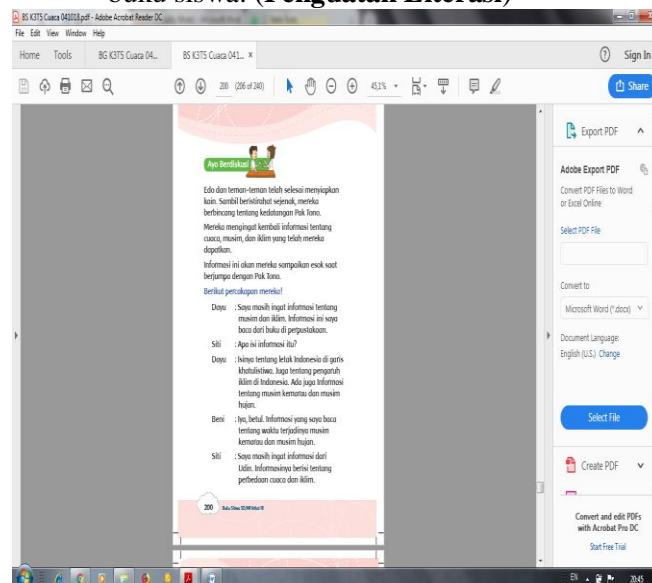 buku siswa. (Penguatan Literasi)
BS K3T5 Cuaca 041018.pdf - Adobe Acrobat Reader DC
File Edit View Window Help
Home Tools BG K3T5 Cuaca 04... BS K3T5 Cuaca 041... x
Sign In
200 (206 of 240) 45,1%
Share
Ayo Berdiskusi
Edo dan teman-teman telah selesai menyiapkan
kain. Sambil beristirahat sejenak, mereka
berbincang tentang kedatangan Pak Tono.
Mereka mengingat kembali informasi tentang
cuaca, musim, dan iklim yang telah mereka
dapatkan.
Informasi ini akan mereka sampaikan esok saat
berjumpa dengan Pak Tono.
Berikut percakapan mereka!
Dayu : Saya masih ingat informasi tentang
musim dan iklim. Informasi ini saya
baca dari buku di perpustakaan.
Siti : Apa isi informasi itu?
Dayu : Isinya tentang letak Indonesia di garis
khatulistiwa. Juga tentang pengaruh
iklim di Indonesia. Ada juga informasi
tentang musim kemarau dan musim
hujan.
Beni : Iya, betul. Informasi yang saya baca
tentang waktu terjadinya musim
kemarau dan musim hujan.
Siti : Saya masih ingat informasi dari
Udin. Informasinya berisi tentang
perbedaan cuaca dan iklim.
200 Buku Siswa SD/MI Kelas III
Export PDF
Adobe Export PDF
Convert PDF Files to Word
or Excel Online
Select PDF File
Convert to
Microsoft Word (*.docx)
Document Language:
English (U.S.) Change
Select File
Create PDF
Convert and edit PDFs
with Acrobat Pro DC
Start Free Trial
EN 20:45